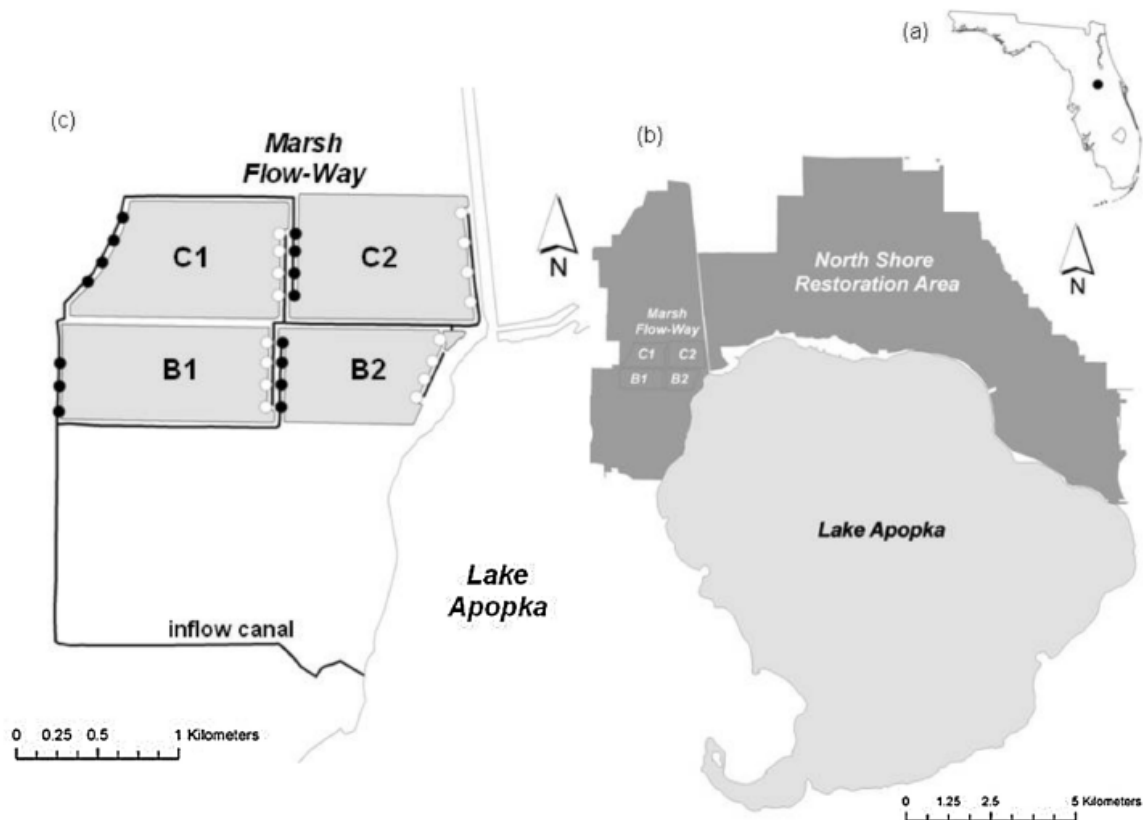 (a)
(c)
Marsh
Flow-Way
C1
C2
B1
B2
N
Lake
Apopka
inflow canal
0 0.25 0.5 1 Kilometers
(b)
North Shore
Restoration Area
N
Marsh
Flow-Way
C1 C2
B1 B2
Lake Apopka
0 1.25 2.5 5 Kilometers